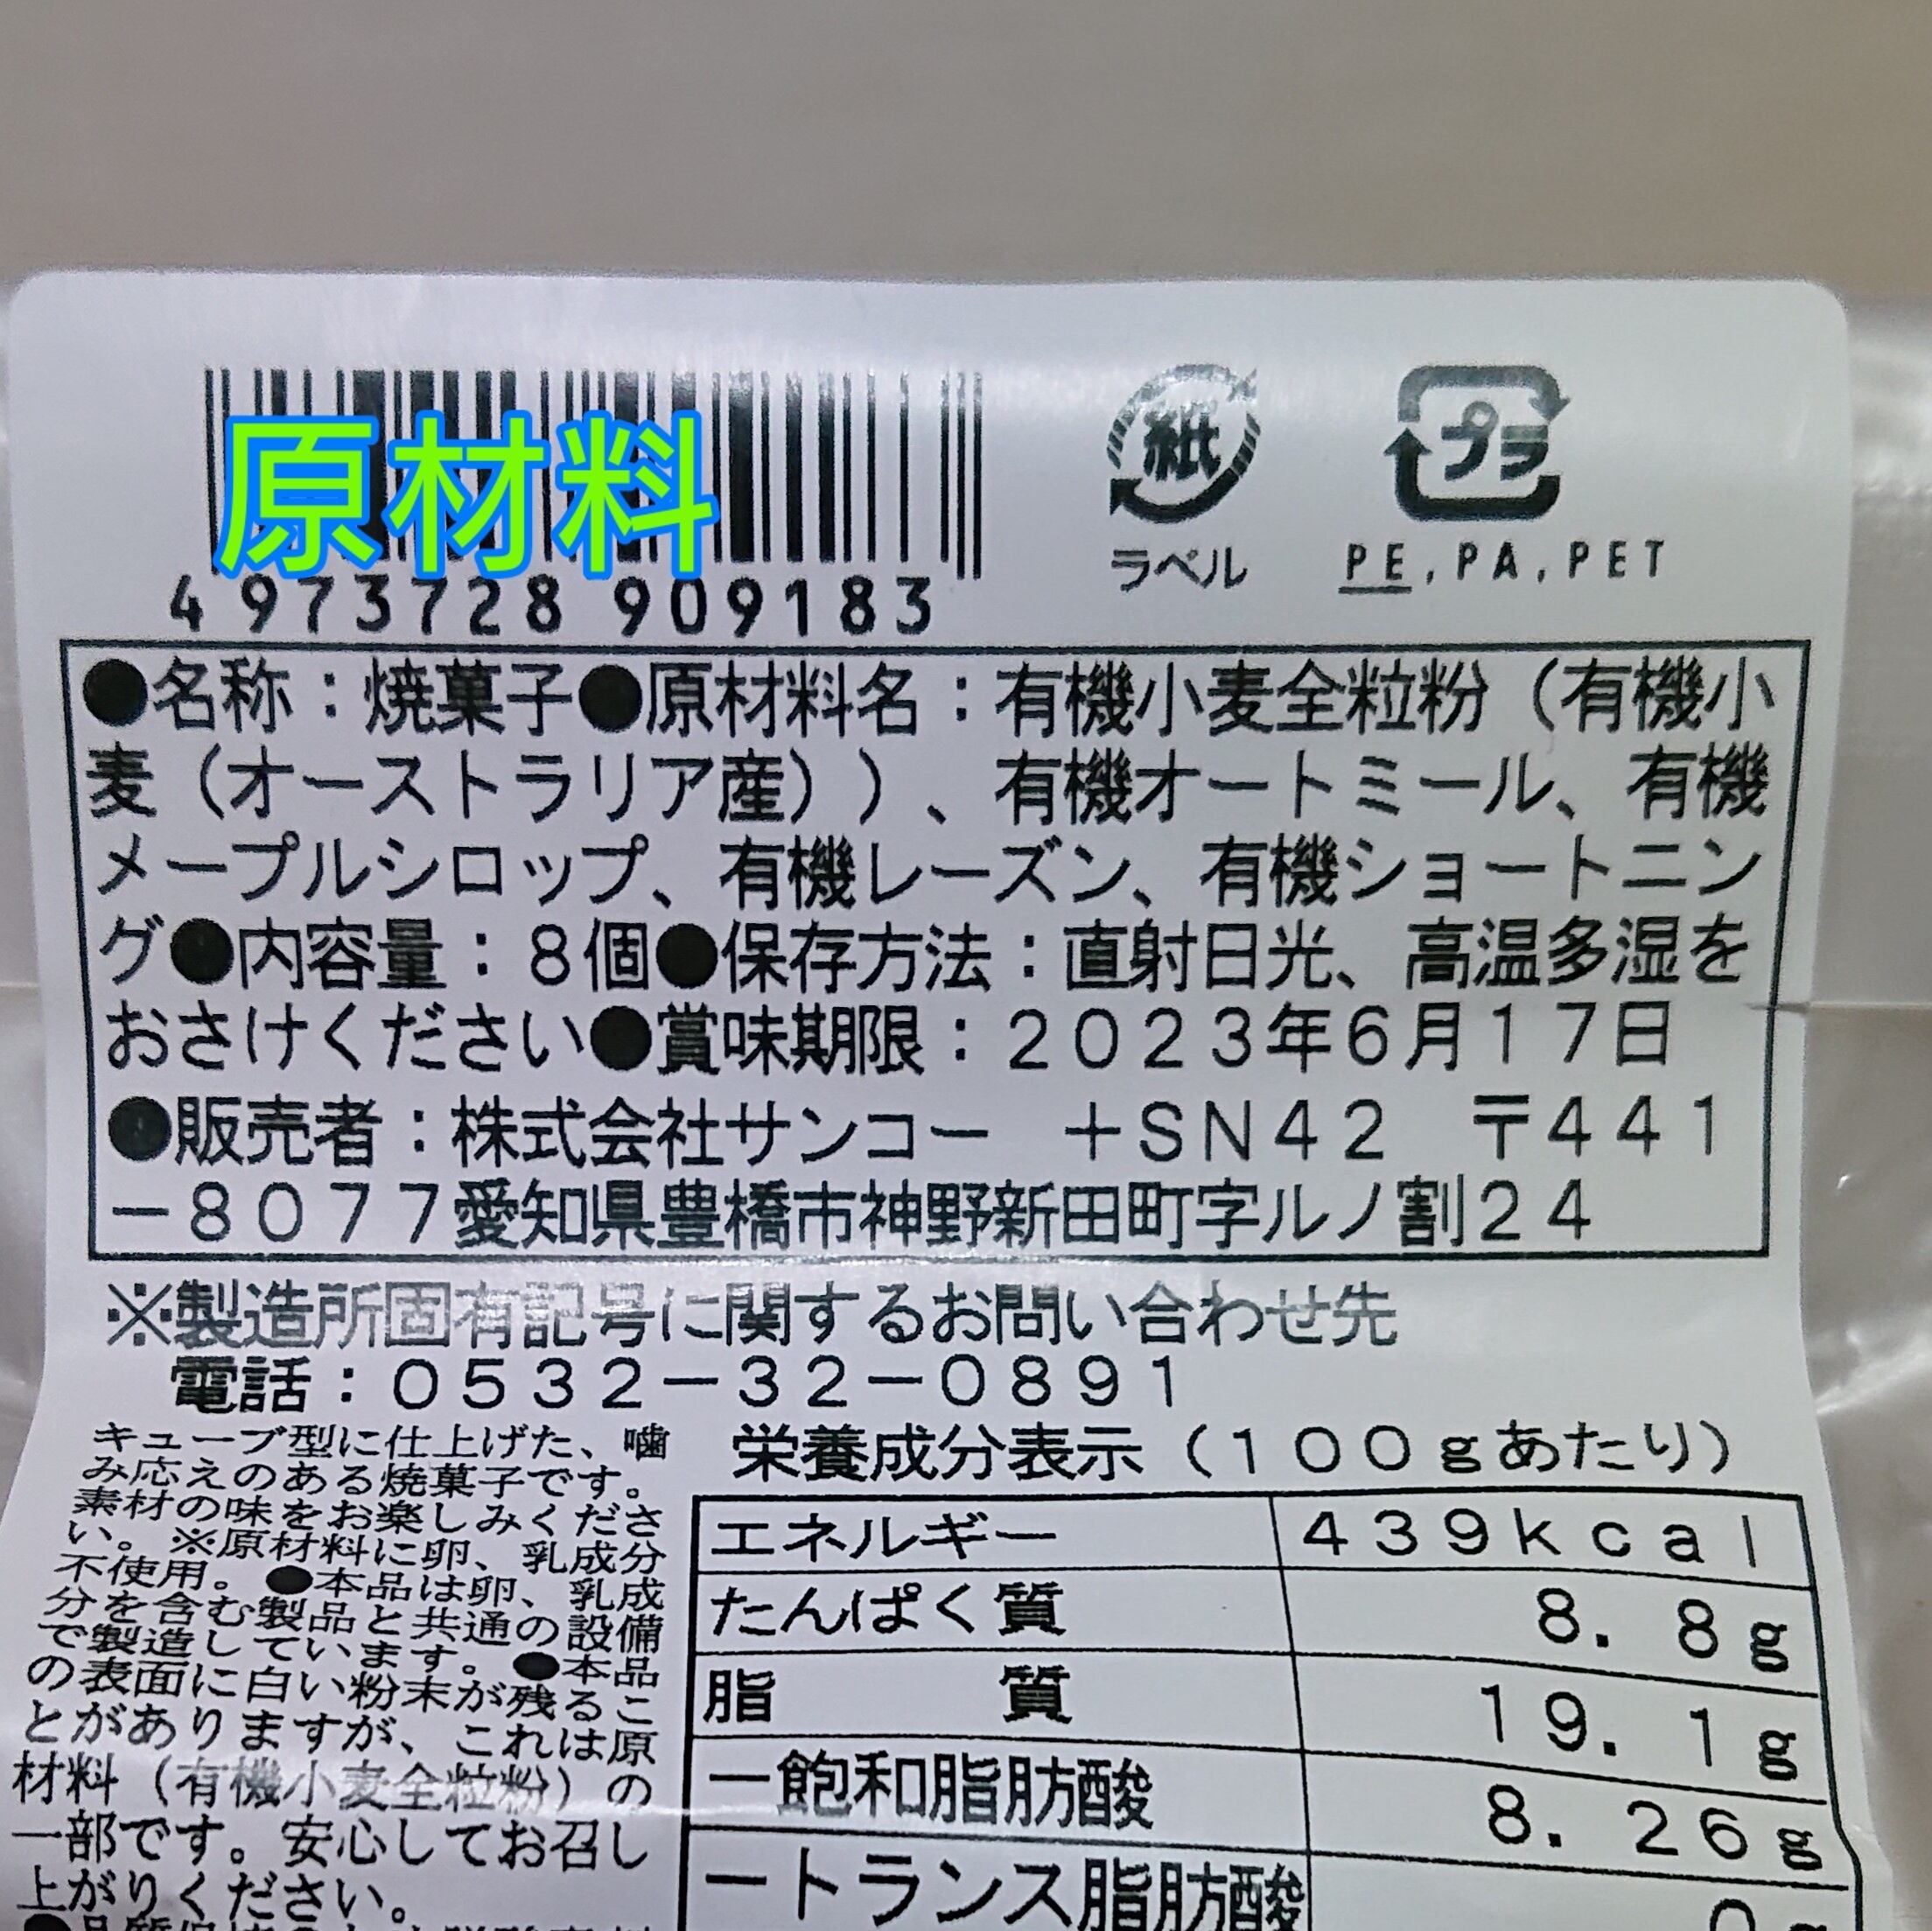 原材料
4 973728 909183
紙
ラベル
プラ
PE,PA,PET
●名称：焼菓子●原材料名：有機小麦全粒粉（有機小
麦（オーストラリア産））、有機オートミール、有機
メープルシロップ、有機レーズン、有機ショートニン
グ●内容量：８個●保存方法：直射日光、高温多湿を
おさけください●賞味期限：２０２３年６月１７日
●販売者：株式会社サンコー　＋ＳＮ４２　〒４４１
－８０７７愛知県豊橋市神野新田町字ルノ割２４
※製造所固有記号に関するお問い合わせ先
電話：０５３２－３２－０８９１
キューブ型に仕上げた、噛
み応えのある焼菓子です。
素材の味をお楽しみくださ
い。※原材料に卵、乳成分
不使用。●本品は卵、乳成
分を含む製品と共通の設備
で製造しています。●本品
の表面に白い粉末が残るこ
とがありますが、これは原
材料（有機小麦全粒粉）の
一部です。安心してお召し
上がりください。
栄養成分表示（１００ｇあたり）
エネルギー ４３９ｋｃａｌ
たんぱく質 ８．８ｇ
脂質 １９．１ｇ
－飽和脂肪酸 ８．２６ｇ
－トランス脂肪酸